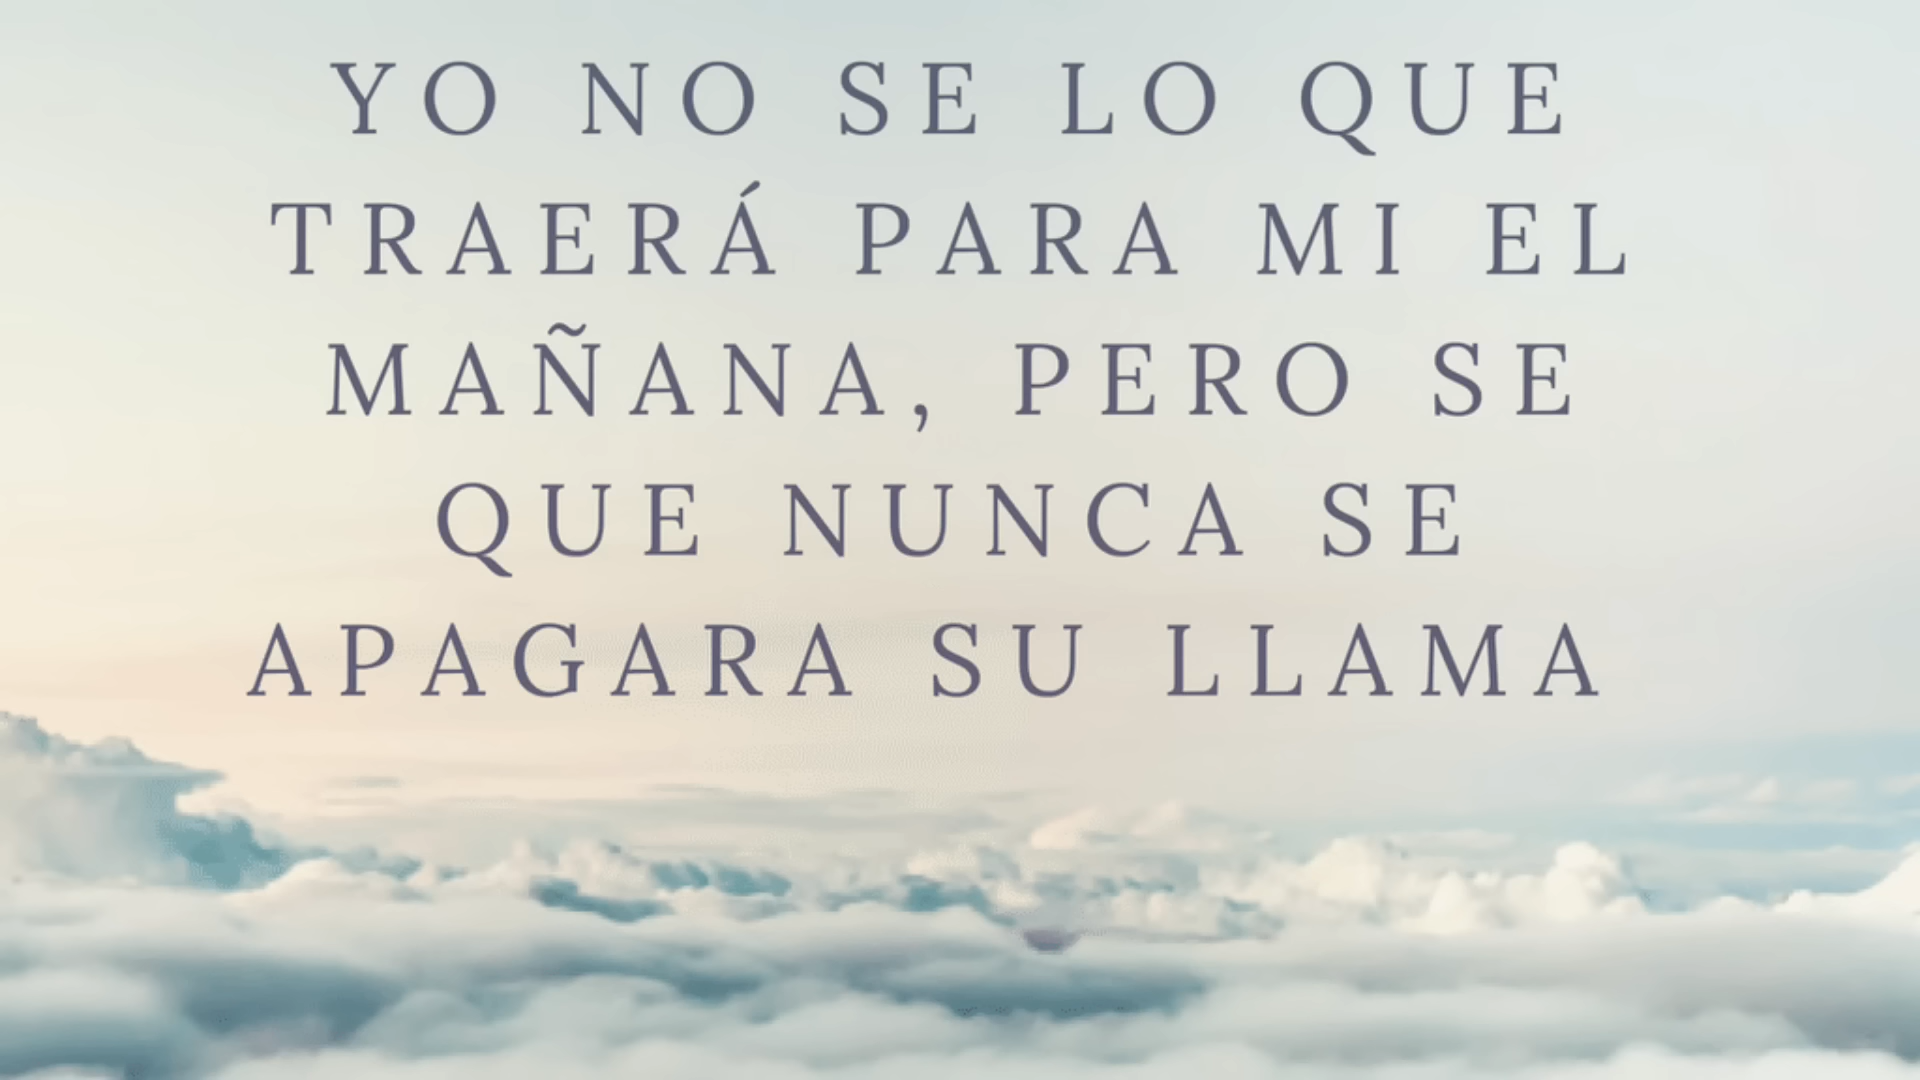 YO NO SE LO QUE
TRAERÁ PARA MI EL
MAÑANA, PERO SE
QUE NUNCA SE
APAGARA SU LLAMA